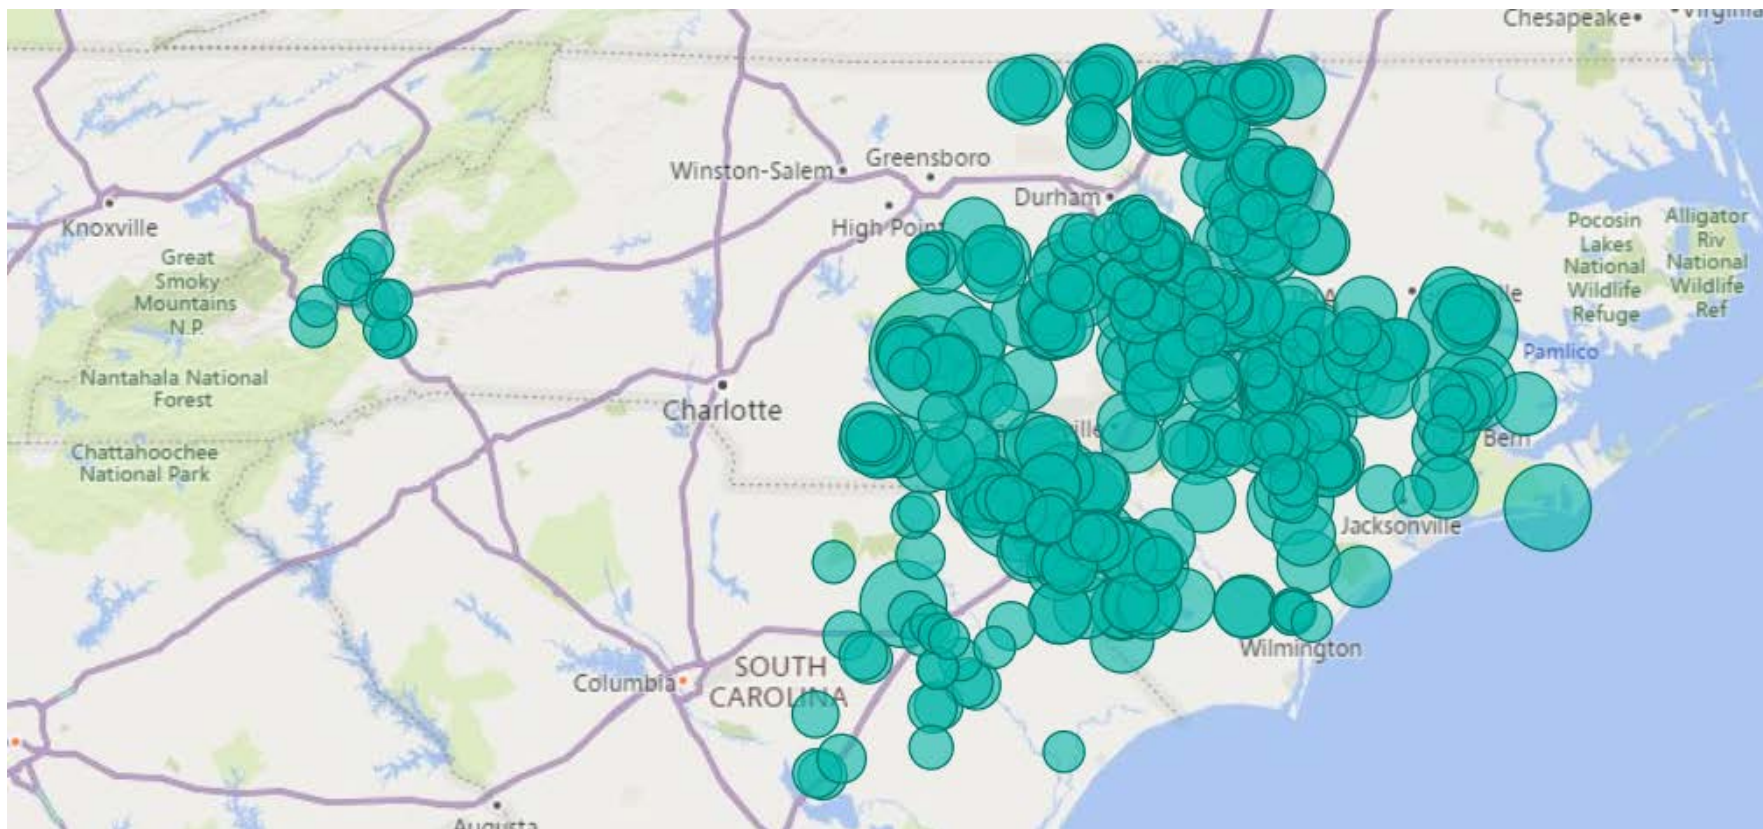 Chesapeake
Winston-Salem
Greensboro
Durham
Knoxville
High Point
Great
Smoky
Mountains
N.P.
Pocosin
Lakes
National
Wildlife
Refuge
Alligator
Riv
National
Wildlife
Ref
Pamlico
Nantahala National
Forest
Charlotte
Bern
Chattahoochee
National Park
Jacksonville
Wilmington
SOUTH
CAROLINA
Columbia
Augusta